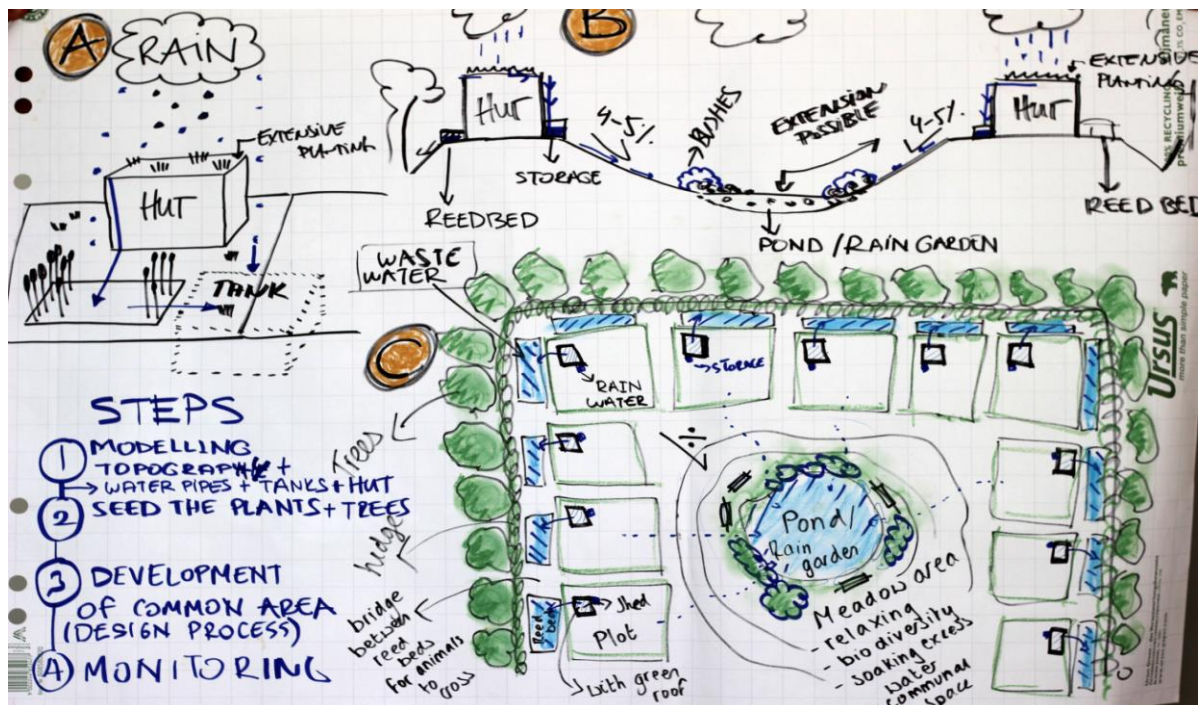 A
RAIN
EXTENSIVE
PLANTING
HUT
TANK
B
HUT
4-5%
BUSHES
EXTENSION
POSSIBLE
4-5%
HUT
EXTENSIVE
PLANTING
STORAGE
REEDBED
POND/RAIN GARDEN
REED BED
C
WASTE
WATER
RAIN
WATER
STORAGE
Trees
hedge
bridge
between
reed
beds
for animals
to
cross
Reed
beds
shed
Plot
with green
roof
Pond/
Rain
garden
Meadow area
- relaxing
- biodiversity
- soaking excess
water
communal
space
STEPS
1 MODELLING
TOPOGRAPHY +
→ WATER PIPES + TANKS + HUT
2 SEED THE PLANTS + TREES
3 DEVELOPMENT
OF COMMON AREA
(DESIGN PROCESS)
4 MONITORING
Ursus
more than simple paper